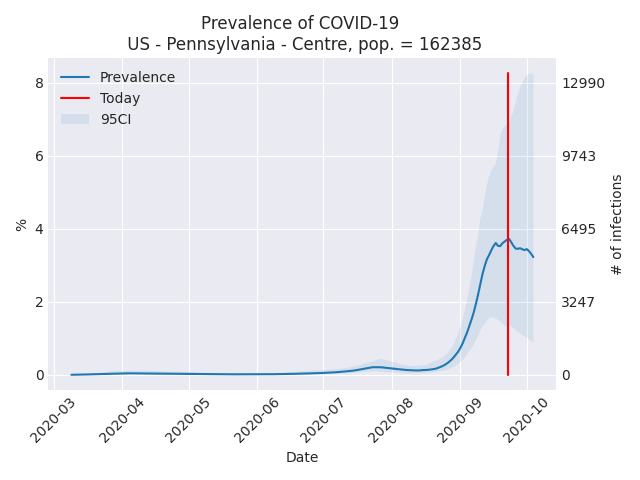 Prevalence of COVID-19
US - Pennsylvania - Centre, pop. = 162385
Prevalence
Today
95CI
8
6
4
2
0
%
12990
9743
6495
3247
0
# of infections
2020-03
2020-04
2020-05
2020-06
2020-07
2020-08
2020-09
2020-10
Date